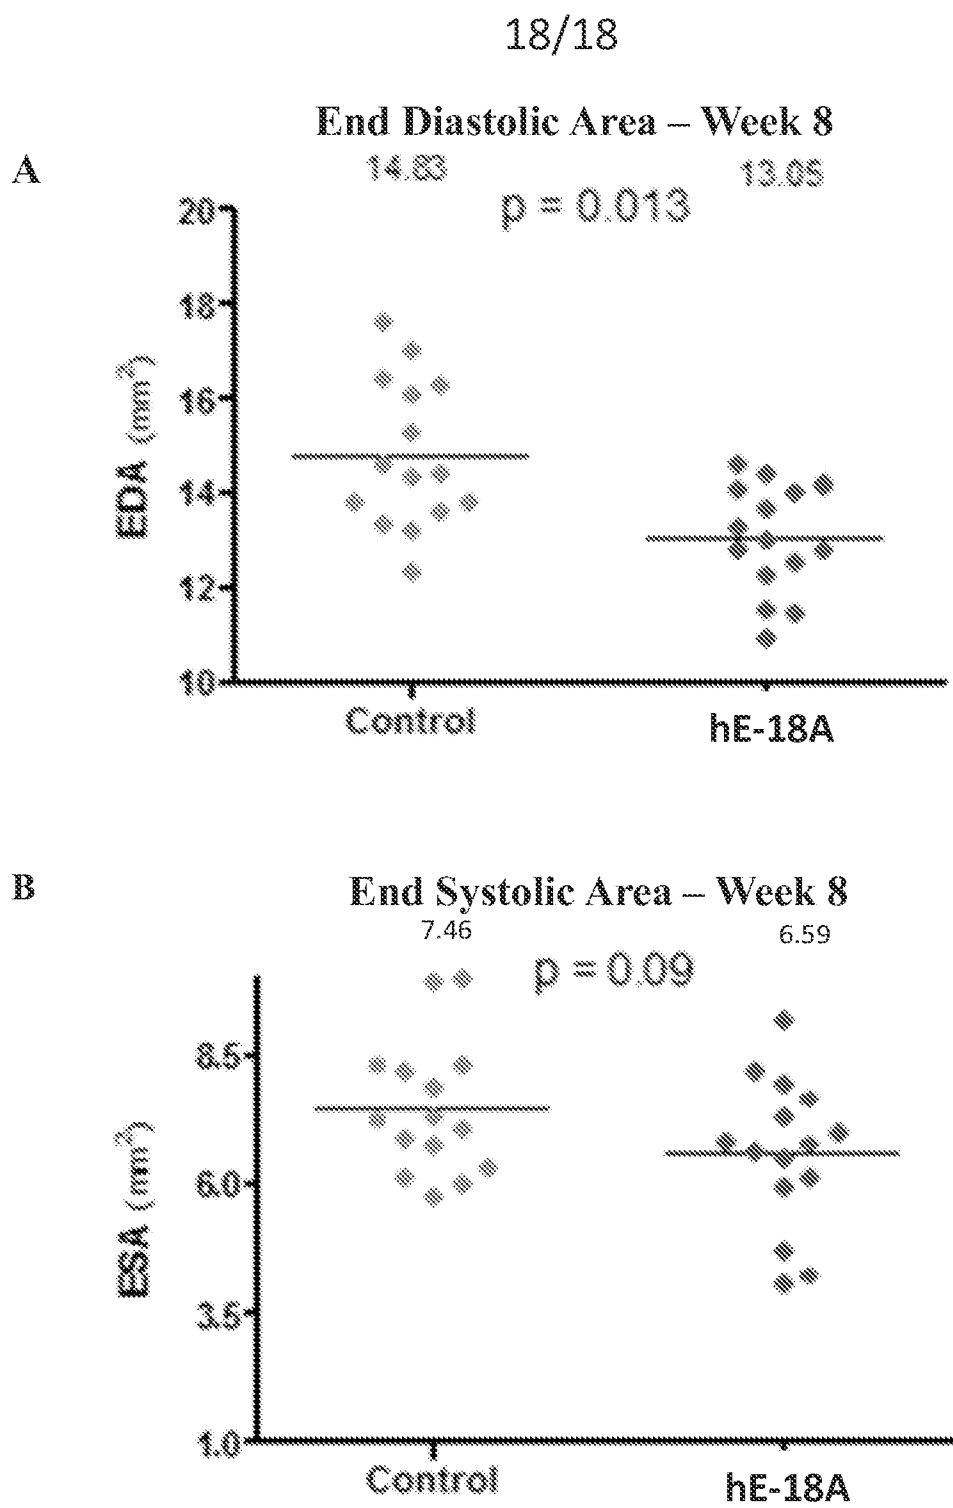 18/18
End Diastolic Area – Week 8
A
14.83
13.05
p = 0.013
20
18
16
14
12
10
EDA (mm²)
Control
hE-18A
B
End Systolic Area – Week 8
7.46
6.59
p = 0.09
8.5
6.0
3.5
1.0
ESA (mm²)
Control
hE-18A